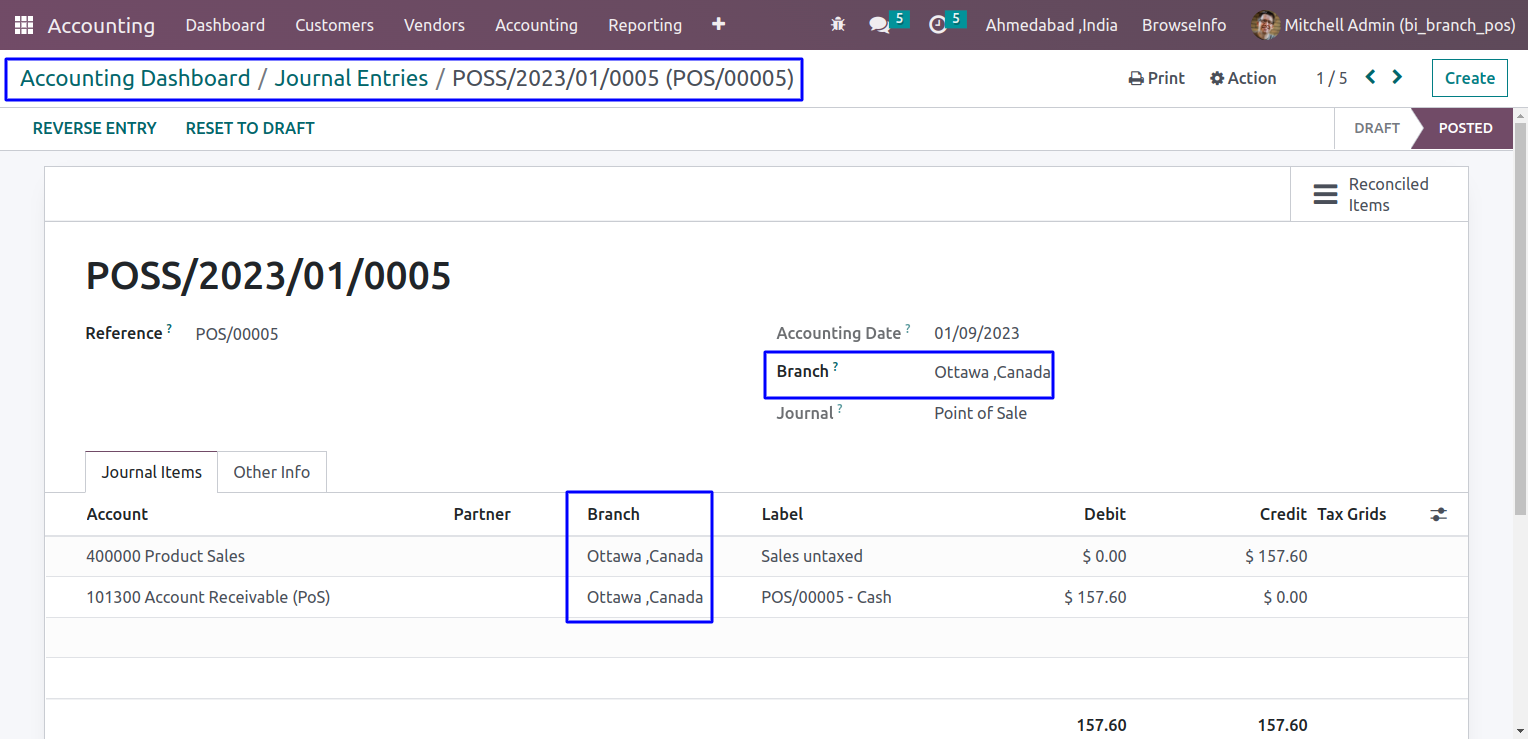 Accounting Dashboard Customers Vendors Accounting Reporting + 5 5 Ahmedabad ,India BrowseInfo Mitchell Admin (bi_branch_pos)
Accounting Dashboard / Journal Entries / POSS/2023/01/0005 (POS/00005) Print Action 1 / 5 Create
REVERSE ENTRY RESET TO DRAFT DRAFT POSTED
Reconciled
Items
POSS/2023/01/0005
Reference ? POS/00005 Accounting Date ? 01/09/2023
Branch ? Ottawa ,Canada
Journal ? Point of Sale
Journal Items Other Info
Account Partner Branch Label Debit Credit Tax Grids
400000 Product Sales Ottawa ,Canada Sales untaxed $ 0.00 $ 157.60
101300 Account Receivable (PoS) Ottawa ,Canada POS/00005 - Cash $ 157.60 $ 0.00
157.60 157.60